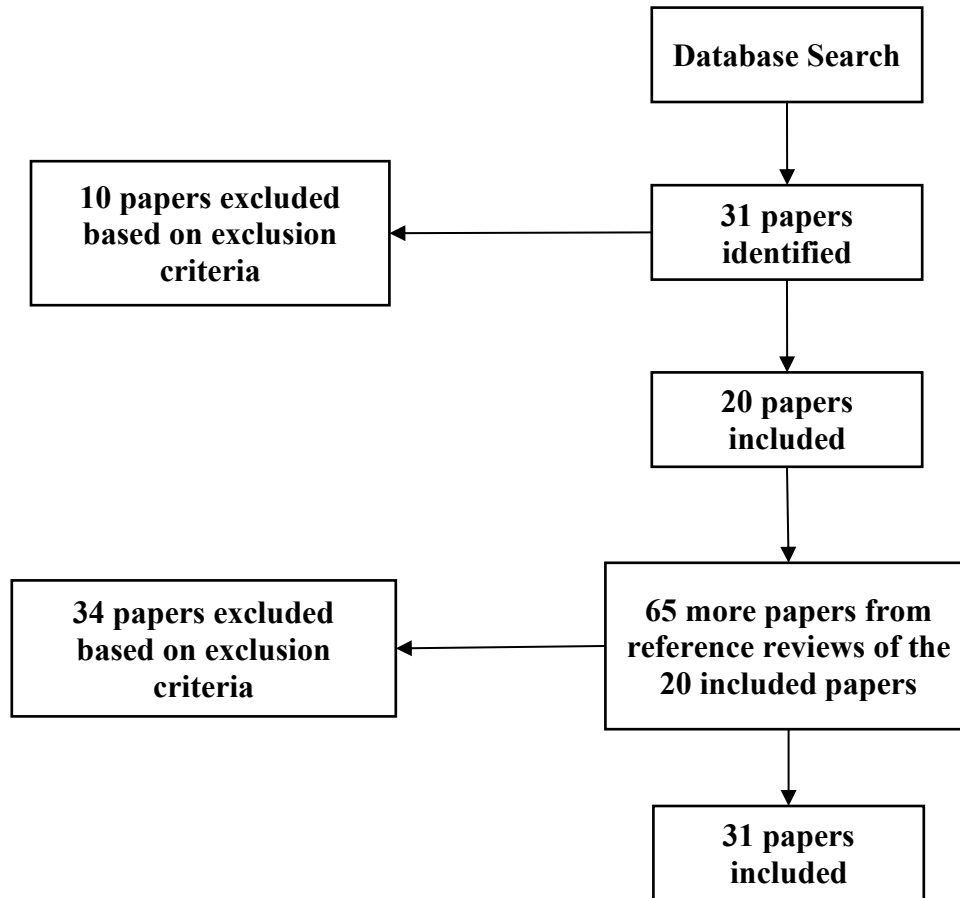 Database Search
10 papers excluded
based on exclusion
criteria
31 papers
identified
20 papers
included
34 papers excluded
based on exclusion
criteria
65 more papers from
reference reviews of the
20 included papers
31 papers
included